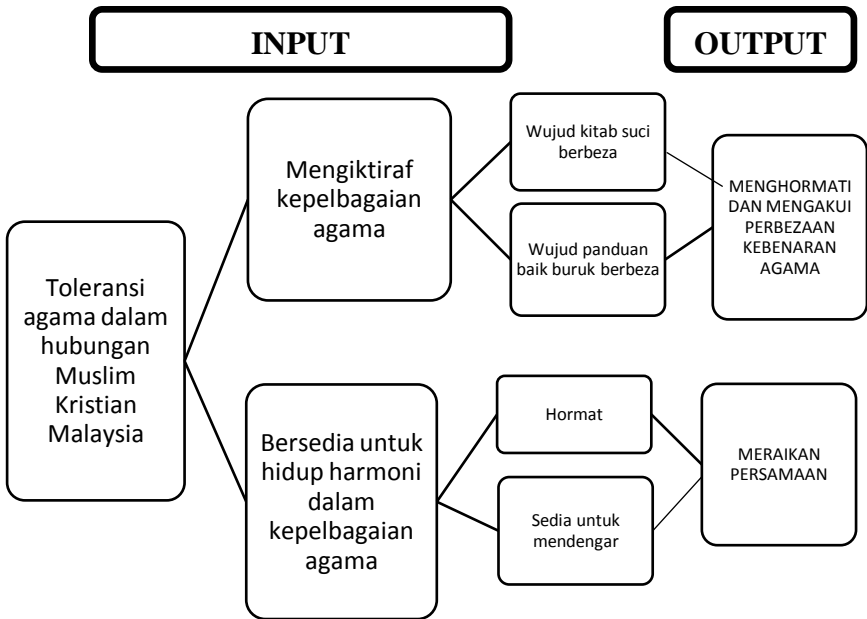 INPUT
OUTPUT
Toleransi
agama dalam
hubungan
Muslim
Kristian
Malaysia
Mengiktiraf
kepelbagaian
agama
Wujud kitab suci
berbeza
Wujud panduan
baik buruk berbeza
MENGHORMATI
DAN MENGAKUI
PERBEZAAN
KEBENARAN
AGAMA
Bersedia untuk
hidup harmoni
dalam
kepelbagaian
agama
Hormat
Sedia untuk
mendengar
MERAIKAN
PERSAMAAN